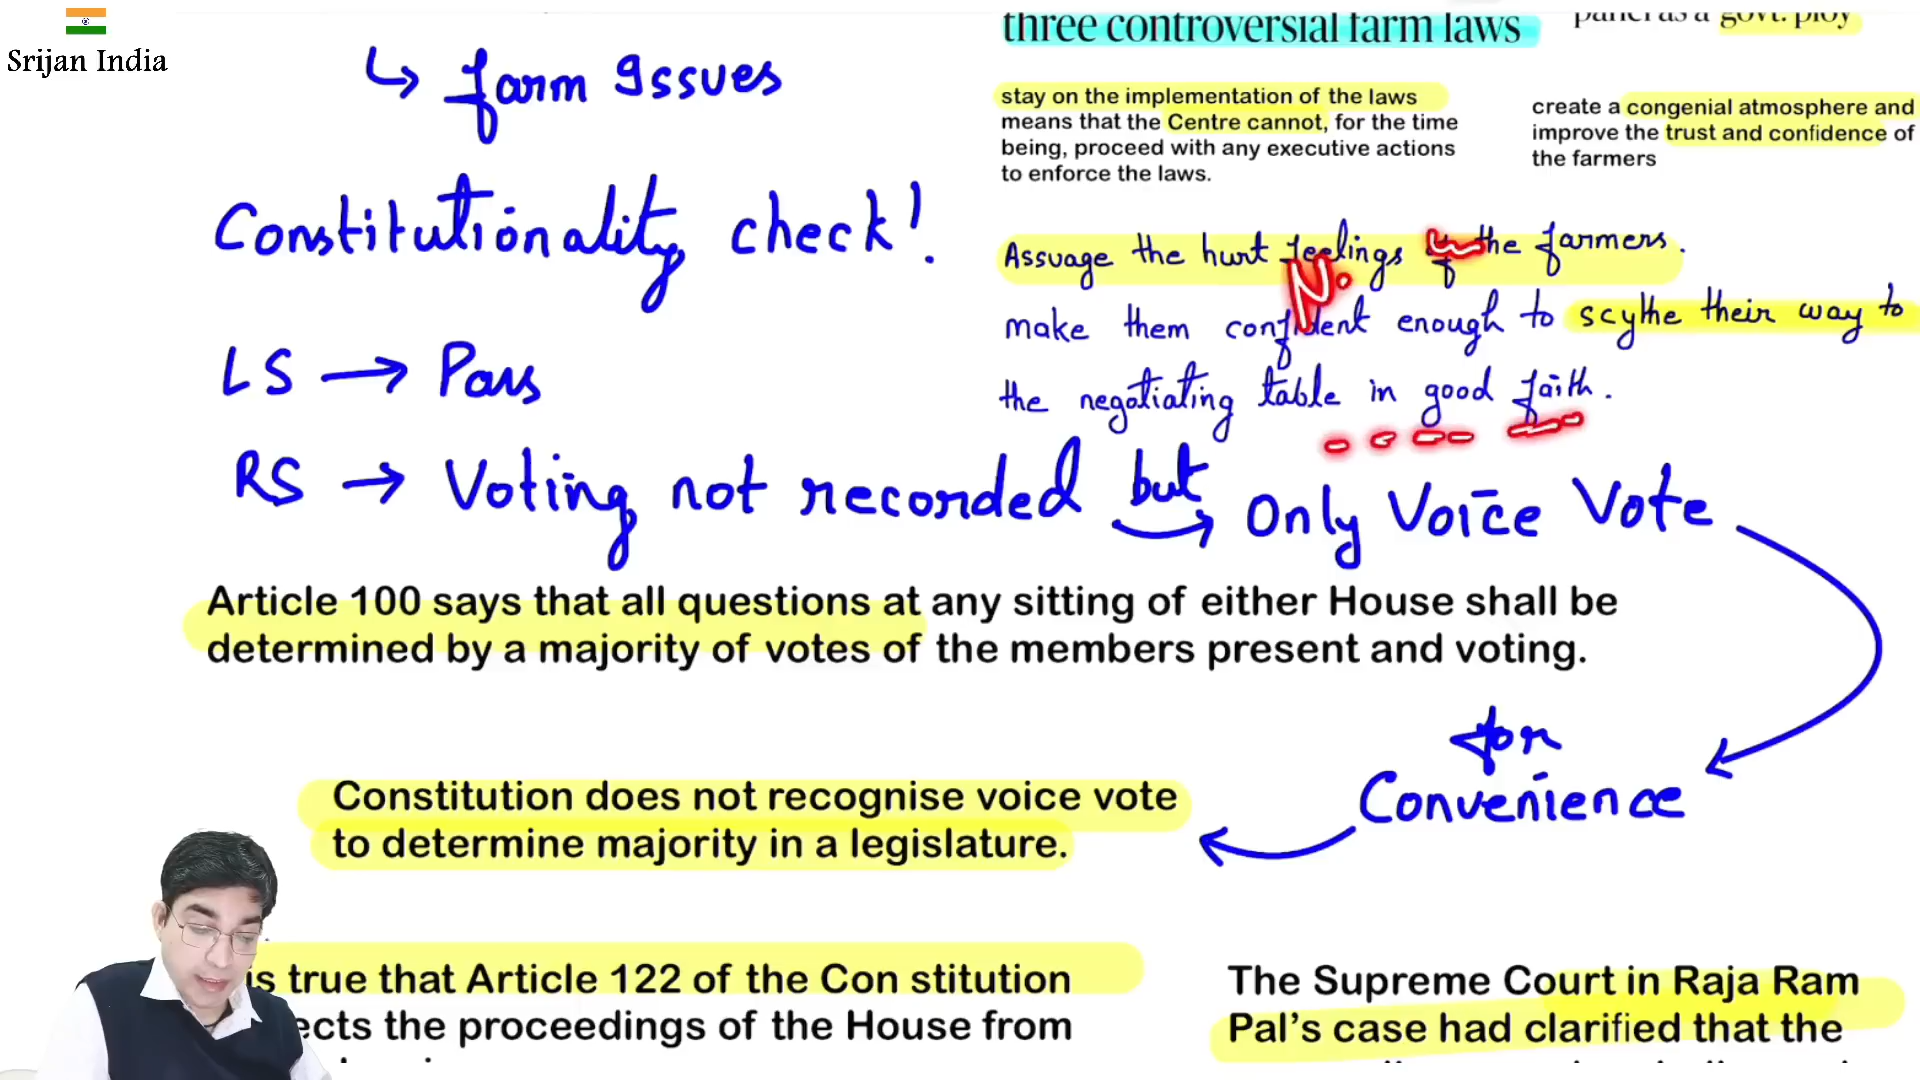 Srijan India
↳ farm Issues
Constitutionality check!
LS → Pass
RS → Voting not recorded but → Only Voice Vote
three controversial farm laws
panel as a govt. ploy
stay on the implementation of the laws
means that the Centre cannot, for the time
being, proceed with any executive actions
to enforce the laws.
create a congenial atmosphere and
improve the trust and confidence of
the farmers
Assuage the hurt feelings of the farmers.
No
make them confident enough to scythe their way to
the negotiating table in good faith.
Article 100 says that all questions at any sitting of either House shall be
determined by a majority of votes of the members present and voting.
for
Convenience
Constitution does not recognise voice vote
to determine majority in a legislature.
is true that Article 122 of the Con stitution
ects the proceedings of the House from
The Supreme Court in Raja Ram
Pal's case had clarified that the